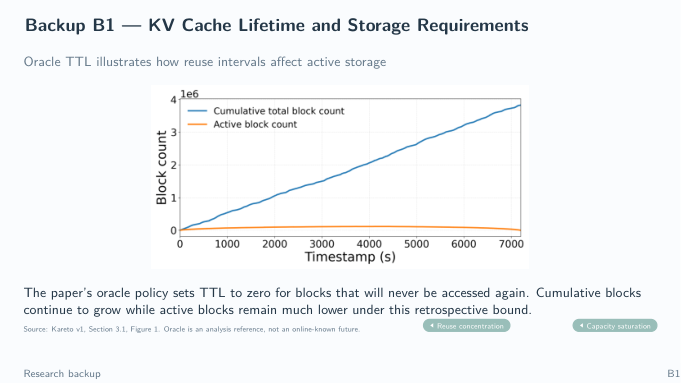 Backup B1 — KV Cache Lifetime and Storage Requirements
Oracle TTL illustrates how reuse intervals affect active storage
1e6
Cumulative total block count
Active block count
4
3
2
1
0
Block count
0 1000 2000 3000 4000 5000 6000 7000
Timestamp (s)
The paper's oracle policy sets TTL to zero for blocks that will never be accessed again. Cumulative blocks
continue to grow while active blocks remain much lower under this retrospective bound.
Source: Kareto v1, Section 3.1, Figure 1. Oracle is an analysis reference, not an online-known future.
Reuse concentration
Capacity saturation
Research backup
B1